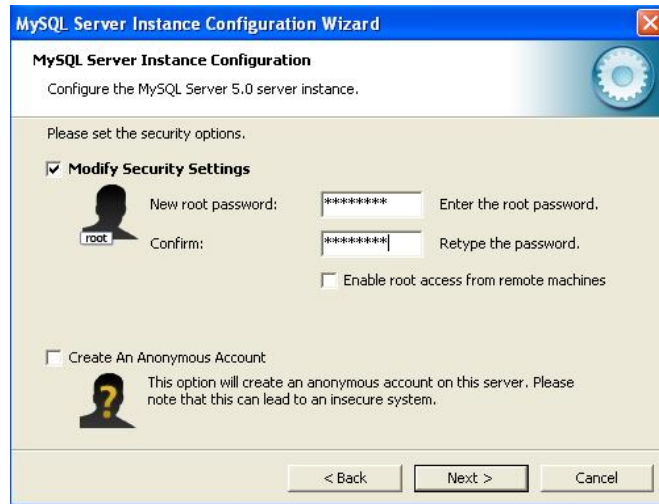 MySQL Server Instance Configuration Wizard
MySQL Server Instance Configuration
Configure the MySQL Server 5.0 server instance.
Please set the security options.
Modify Security Settings
New root password: ******** Enter the root password.
root
Confirm: ******** Retype the password.
Enable root access from remote machines
Create An Anonymous Account
?
This option will create an anonymous account on this server. Please
note that this can lead to an insecure system.
< Back Next > Cancel